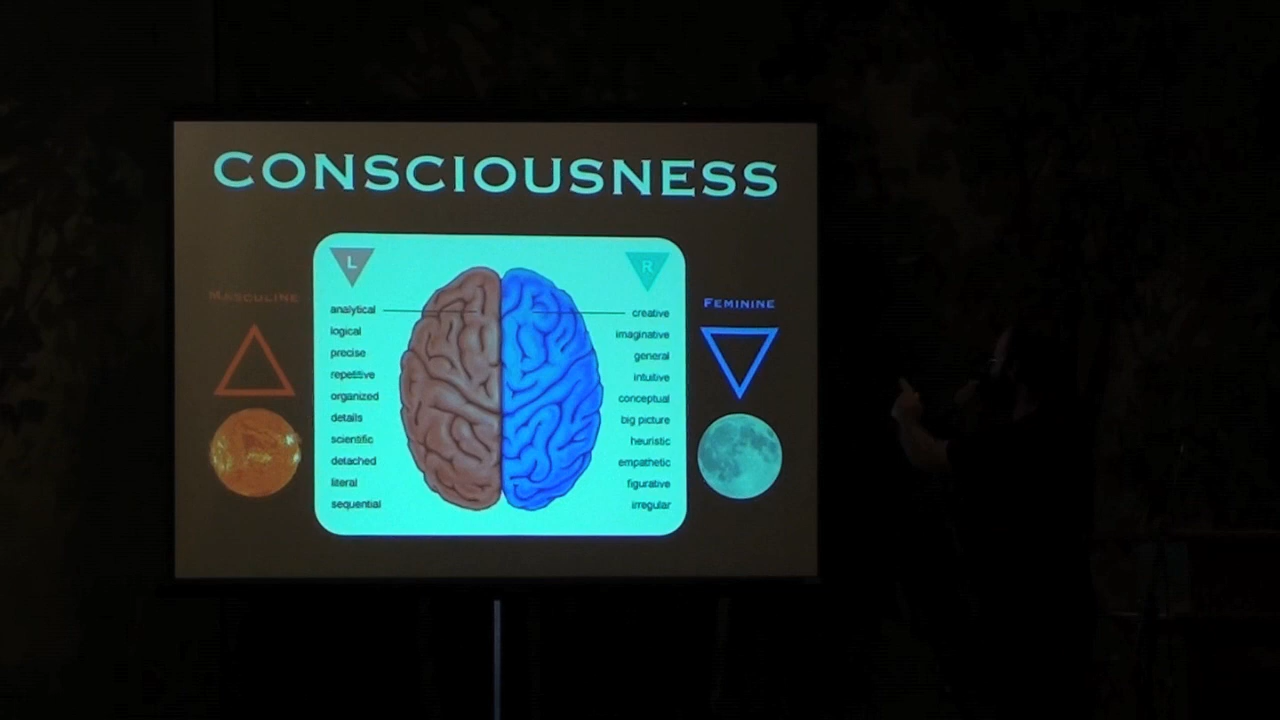 CONSCIOUSNESS
L
R
MASCULINE
FEMININE
analytical
logical
precise
repetitive
organized
details
scientific
detached
literal
sequential
creative
imaginative
general
intuitive
conceptual
big picture
heuristic
empathetic
figurative
irregular